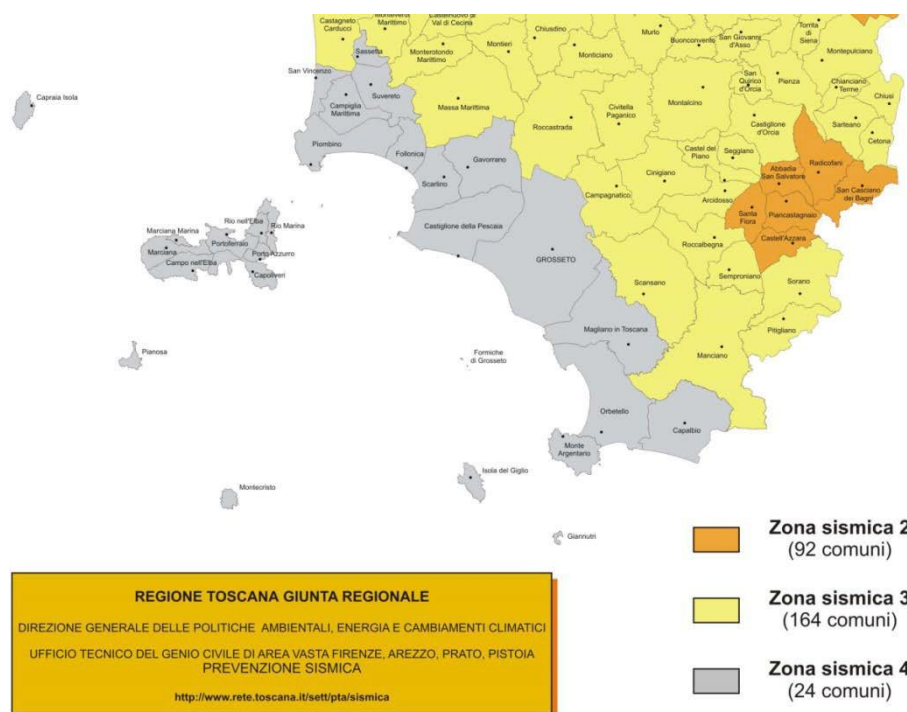 Castagneto
Carducci
Monteverdi
Marittimo
Castelnuovo di
Val di Cecina
Chiusdino
Murlo
Buonconvento
San Giovanni
d'Asso
Torrita
di
Siena
Sassetta
Monterotondo
Marittimo
Montieri
Monticiano
Montepulciano
San Vincenzo
Suvereto
Campiglia
Marittima
Massa Marittima
Roccastrada
Civitella
Paganico
Montalcino
San
Quirico
d'Orcia
Pienza
Chianciano
Terme
Chiusi
Capraia Isola
Piombino
Follonica
Gavorrano
Scarlino
Castiglione
d'Orcia
Sarteano
Cetona
Castel del
Piano
Seggiano
Abbadia
San Salvatore
Radicofani
San Casciano
dei Bagni
Campagnatico
Cinigiano
Arcidosso
Santa
Fiora
Piancastagnaio
Castell'Azzara
Rio nell'Elba
Rio Marina
Marciana Marina
Portoferraio
Marciana
Porto Azzurro
Campo nell'Elba
Capoliveri
Castiglione della Pescaia
GROSSETO
Roccalbegna
Semproniano
Scansano
Sorano
Magliano in Toscana
Pitigliano
Pianosa
Formiche
di Grosseto
Manciano
Orbetello
Capalbio
Monte
Argentario
Isola del Giglio
Montecristo
Giannutri
Zona sismica 2
(92 comuni)
Zona sismica 3
(164 comuni)
Zona sismica 4
(24 comuni)
REGIONE TOSCANA GIUNTA REGIONALE
DIREZIONE GENERALE DELLE POLITICHE AMBIENTALI, ENERGIA E CAMBIAMENTI CLIMATICI
UFFICIO TECNICO DEL GENIO CIVILE DI AREA VASTA FIRENZE, AREZZO, PRATO, PISTOIA
PREVENZIONE SISMICA
http://www.rete.toscana.it/sett/pta/sismica